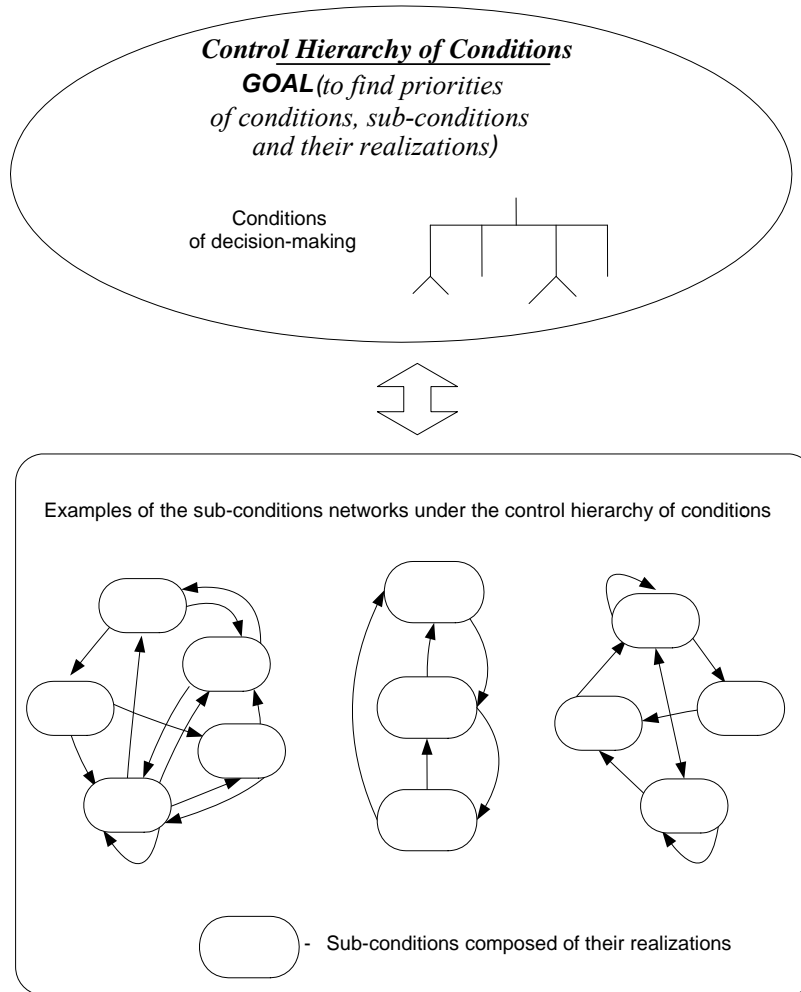 Control Hierarchy of Conditions
GOAL (to find priorities
of conditions, sub-conditions
and their realizations)
Conditions
of decision-making
Examples of the sub-conditions networks under the control hierarchy of conditions
- Sub-conditions composed of their realizations